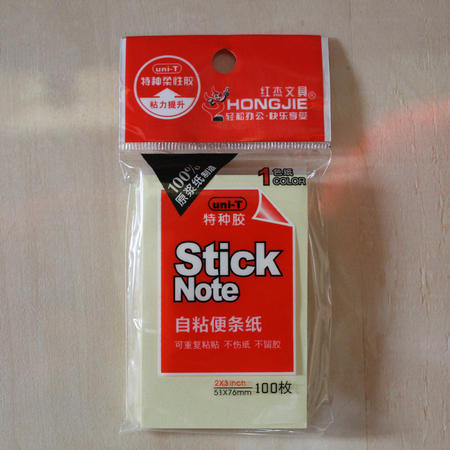 uni-T
特种柔性胶
粘力提升
红杰文具
HONGJIE®
轻松办公·快乐享受
100%
原浆纸 制造
1 色纸
COLOR
uni-T
特种胶
Stick
Note
自粘便条纸
可重复粘贴 不伤纸 不留胶
2X3inch
51X76mm
100枚